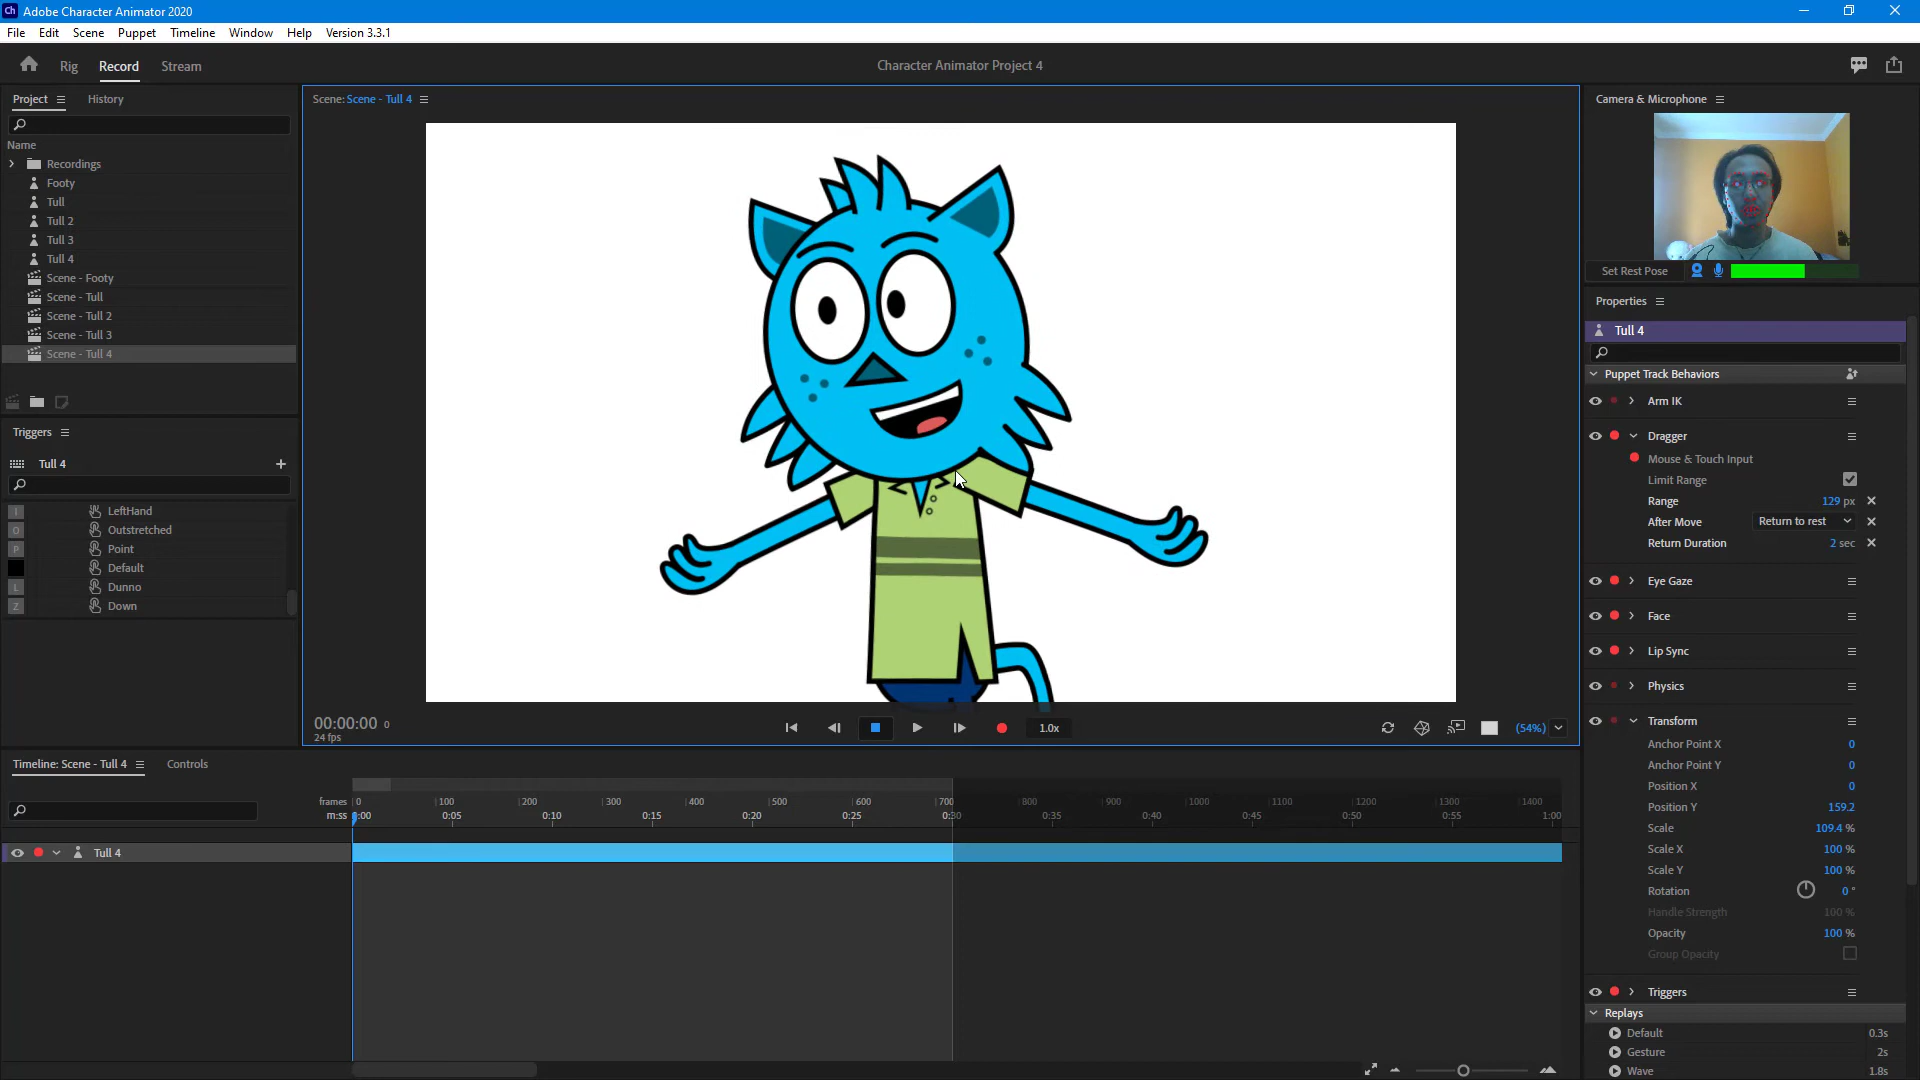 Ch Adobe Character Animator 2020
File Edit Scene Puppet Timeline Window Help Version 3.3.1
Rig Record Stream
Character Animator Project 4
Project History
Name
Recordings
Footy
Tull
Tull 2
Tull 3
Tull 4
Scene - Footy
Scene - Tull
Scene - Tull 2
Scene - Tull 3
Scene - Tull 4
Triggers
Tull 4
I LeftHand
O Outstretched
P Point
Default
L Dunno
Z Down
Scene: Scene - Tull 4
00:00:00 0
24 fps
1.0x
(54%)
Camera & Microphone
Set Rest Pose
Properties
Tull 4
Puppet Track Behaviors
Arm IK
Dragger
Mouse & Touch Input
Limit Range
Range 129 px
After Move Return to rest
Return Duration 2 sec
Eye Gaze
Face
Lip Sync
Physics
Transform
Anchor Point X 0
Anchor Point Y 0
Position X 0
Position Y 159.2
Scale 109.4 %
Scale X 100 %
Scale Y 100 %
Rotation 0 °
Handle Strength 100 %
Opacity 100 %
Group Opacity
Triggers
Replays
Default 0.3s
Gesture 2s
Wave 1.8s
Timeline: Scene - Tull 4 Controls
frames 0 100 200 300 400 500 600 700 800 900 1000 1100 1200 1300 1400
m:ss 0:00 0:05 0:10 0:15 0:20 0:25 0:30 0:35 0:40 0:45 0:50 0:55 1:00
Tull 4